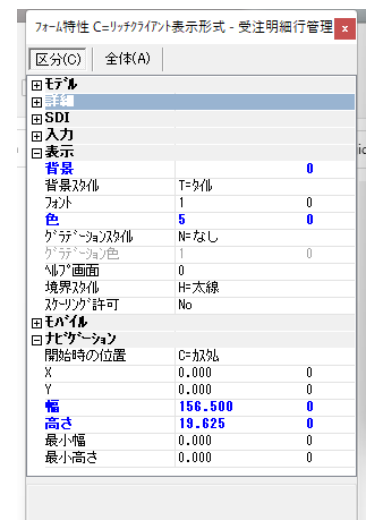 フォーム特性 C=リッチクライアント表示形式 - 受注明細行管理 x
区分(C) 全体(A)
モデル
詳細
SDI
入力
表示
背景 0
背景スタイル T=タイル
フォント 1 0
色 5 0
グラデーションスタイル N=なし
グラデーション色 1 0
ヘルプ画面 0
境界スタイル H=太線
スケーリング許可 No
モバイル
ナビゲーション
開始時の位置 C=カスタム
X 0.000 0
Y 0.000 0
幅 156.500 0
高さ 19.625 0
最小幅 0.000 0
最小高さ 0.000 0